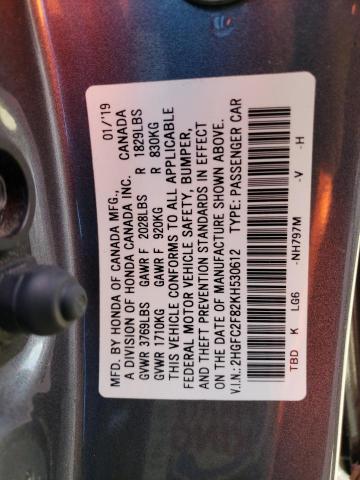 MFD. BY HONDA OF CANADA MFG., 01/'19
A DIVISION OF HONDA CANADA INC. CANADA
GVWR 3769LBS GAWR F 2028LBS R 1829LBS
GVWR 1710KG GAWR F 920KG R 830KG
THIS VEHICLE CONFORMS TO ALL APPLICABLE
FEDERAL MOTOR VEHICLE SAFETY, BUMPER,
AND THEFT PREVENTION STANDARDS IN EFFECT
ON THE DATE OF MANUFACTURE SHOWN ABOVE.
V.I.N.: 2HGFC2F82KH530612 TYPE: PASSENGER CAR
TBD K LG6 -NH797M -V -H